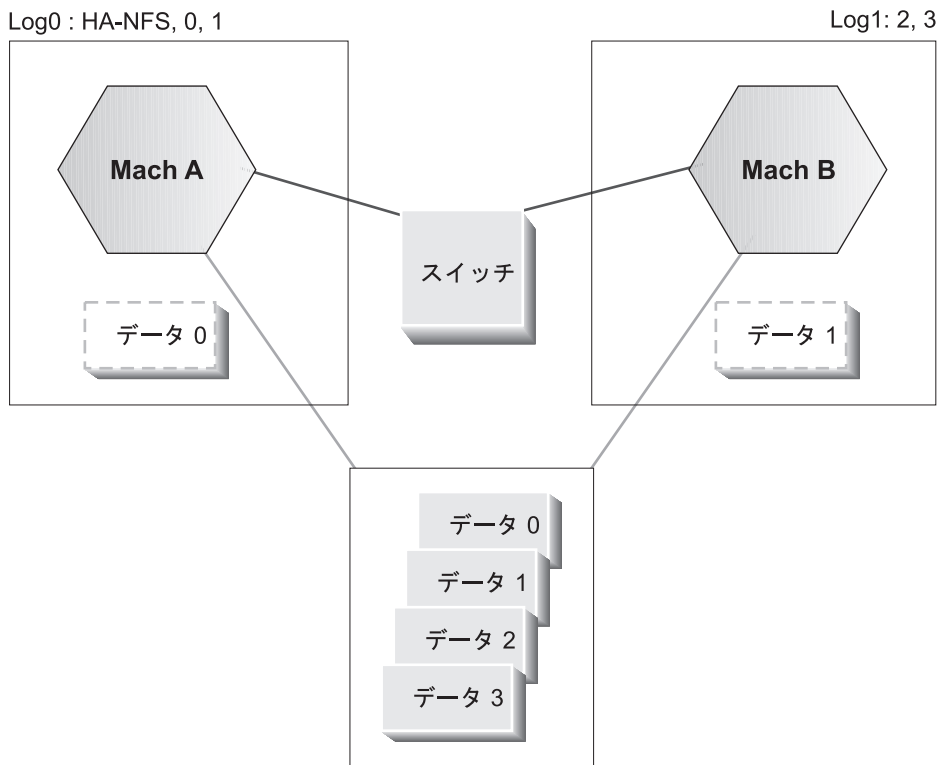 Log0 : HA-NFS, 0, 1
Log1: 2, 3
Mach A
Mach B
スイッチ
データ 0
データ 1
データ 0
データ 1
データ 2
データ 3